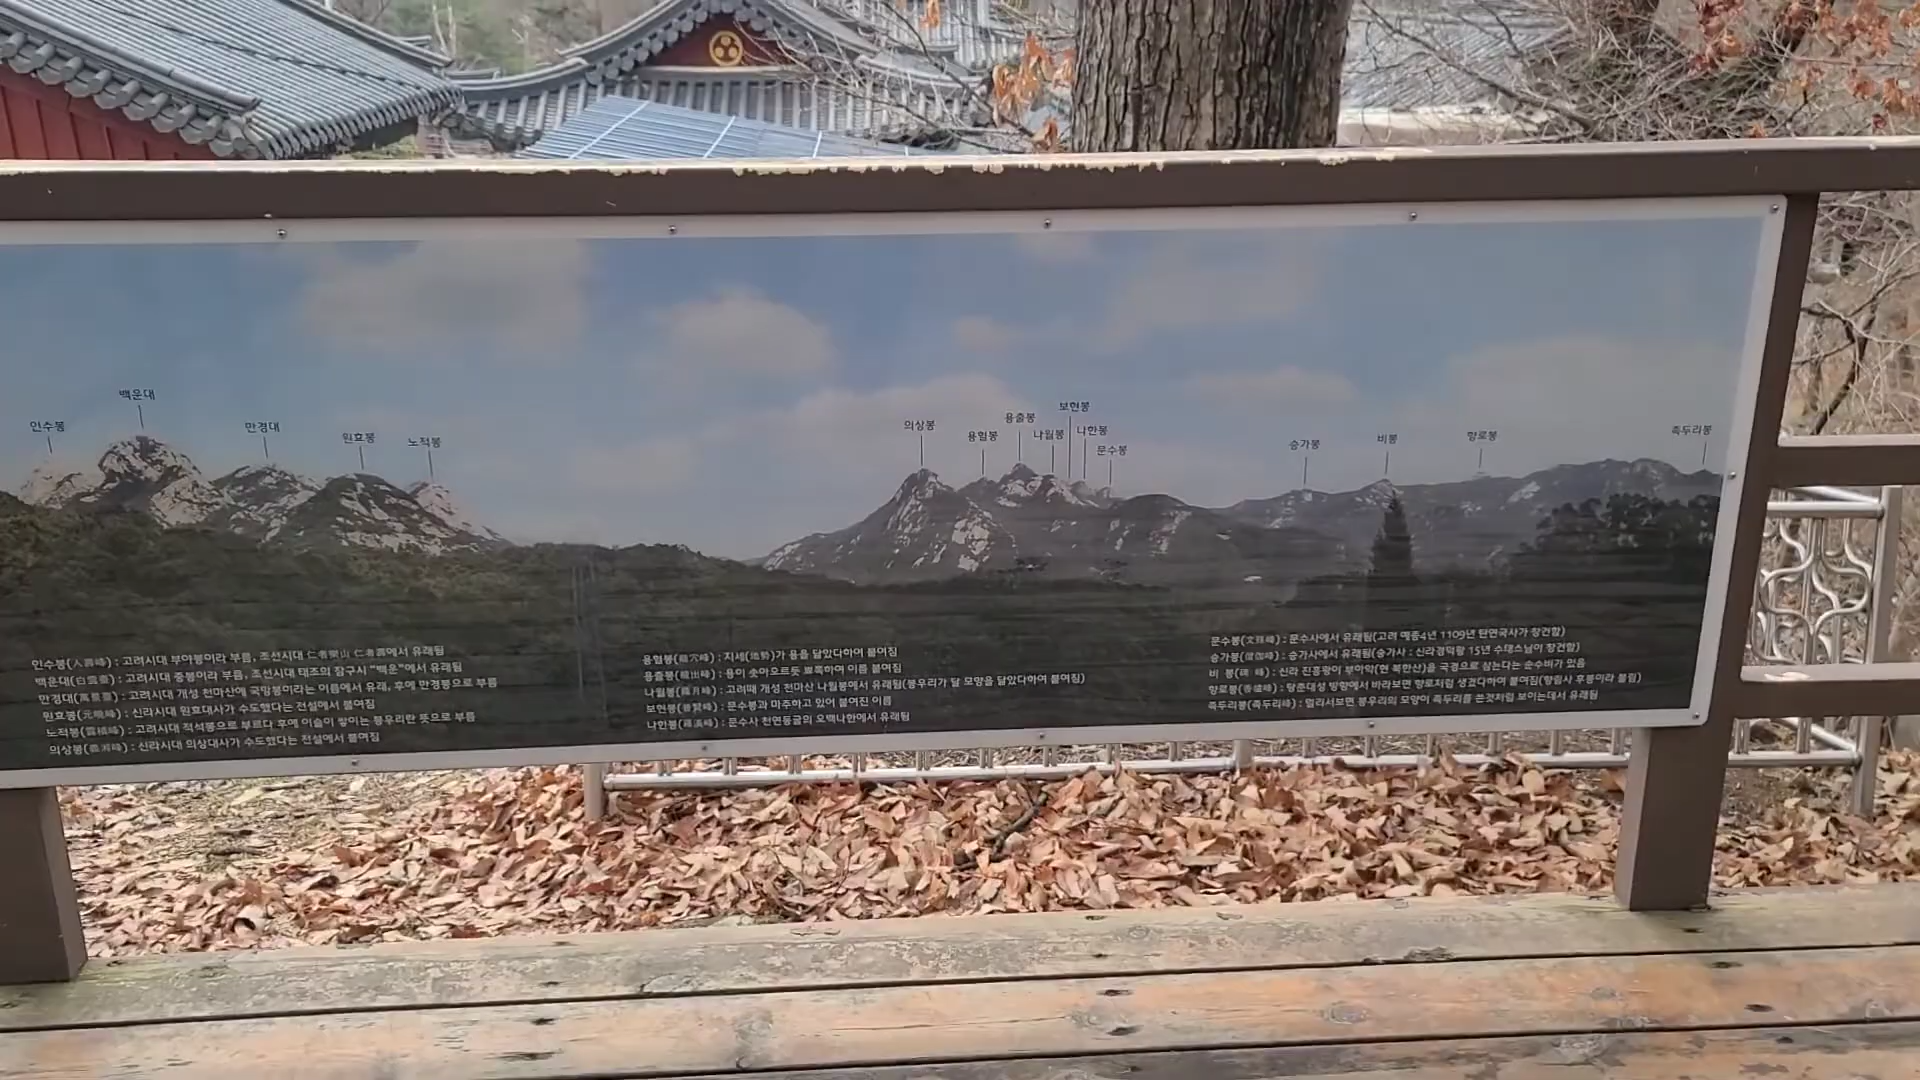 인수봉
백운대
만경대
원효봉
노적봉
의상봉
용혈봉
용출봉
나월봉
보현봉
나한봉
문수봉
승가봉
비봉
향로봉
족두리봉
인수봉(人壽峰) : 고려시대 부아봉이라 부름, 조선시대 仁者樂山 仁者壽에서 유래됨
백운대(白雲臺) : 고려시대 중봉이라 부름, 조선시대 태조의 잠구시 "백운"에서 유래됨
만경대(萬景臺) : 고려시대 개성 천마산에 국망봉이라는 이름에서 유래, 후에 만경봉으로 부름
원효봉(元曉峰) : 신라시대 원효대사가 수도했다는 전설에서 붙여짐
노적봉(露積峰) : 고려시대 적석봉으로 부르다 후에 이슬이 쌓이는 봉우리란 뜻으로 부름
의상봉(義湘峰) : 신라시대 의상대사가 수도했다는 전설에서 붙여짐
용혈봉(龍穴峰) : 지세(地勢)가 용을 닮았다하여 붙여짐
용출봉(龍出峰) : 용이 솟아오르듯 뾰족하여 이름 붙여짐
나월봉(蘿月峰) : 고려때 개성 천마산 나월봉에서 유래됨(봉우리가 달 모양을 닮았다하여 붙여짐)
보현봉(普賢峰) : 문수봉과 마주하고 있어 붙여진 이름
나한봉(羅漢峰) : 문수사 천연동굴의 오백나한에서 유래됨
문수봉(文殊峰) : 문수사에서 유래됨(고려 예종4년 1109년 탄연국사가 창건함)
승가봉(僧伽峰) : 승가사에서 유래됨(승가사 : 신라경덕왕 15년 수태스님이 창건함)
비 봉(碑 峰) : 신라 진흥왕이 부아악(현 북한산)을 국경으로 삼는다는 순수비가 있음
향로봉(香爐峰) : 탕춘대성 방향에서 바라보면 향로처럼 생겼다하여 붙여짐(향림사 후봉이라 불림)
족두리봉(족두리峰) : 멀리서보면 봉우리의 모양이 족두리를 쓴것처럼 보이는데서 유래됨